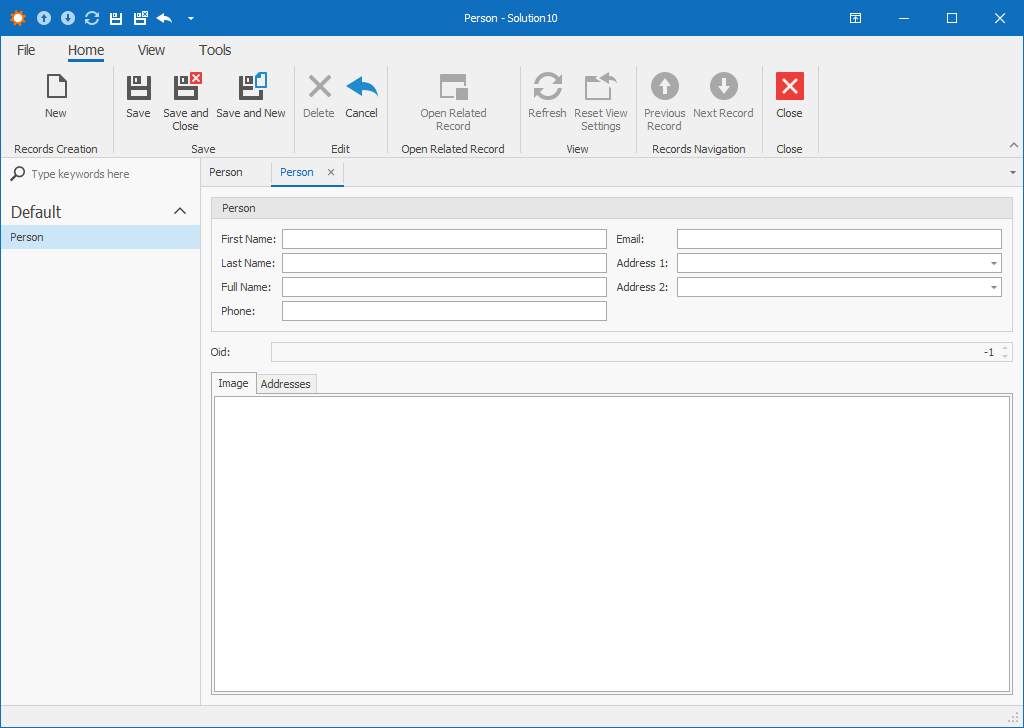 Person - Solution10
File Home View Tools
New
Records Creation
Save
Save and Close
Save and New
Save
Delete
Cancel
Edit
Open Related Record
Open Related Record
Refresh
Reset View Settings
View
Previous Record
Next Record
Records Navigation
Close
Close
Type keywords here
Default
Person
Person Person
Person
First Name:
Last Name:
Full Name:
Phone:
Email:
Address 1:
Address 2:
Oid: -1
Image Addresses